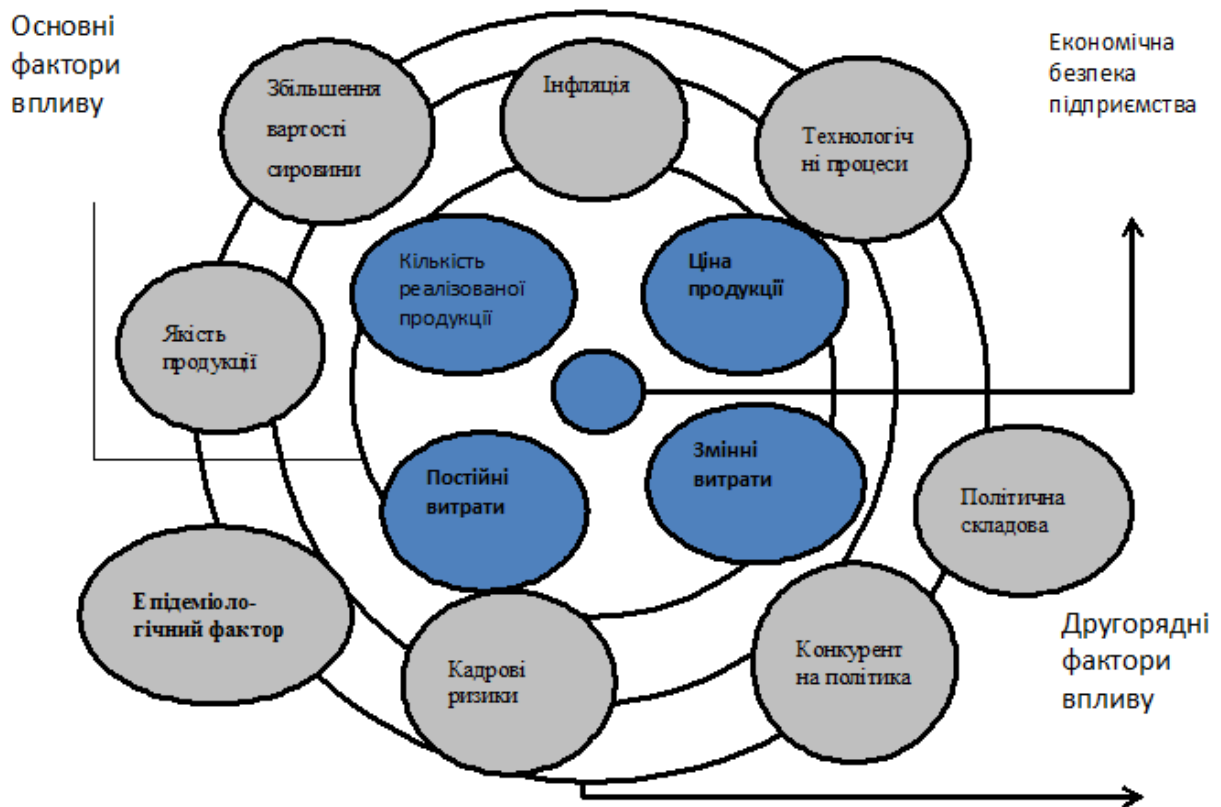 Основні
фактори
впливу
Економічна
безпека
підприємства
Збільшення
вартості
сировини
Інфляція
Технологіч
ні процеси
Кількість
реалізованої
продукції
Ціна
продукції
Якість
продукції
Постійні
витрати
Змінні
витрати
Політична
складова
Епідеміоло-
гічний фактор
Кадрові
ризики
Конкурент
на політика
Другорядні
фактори
впливу